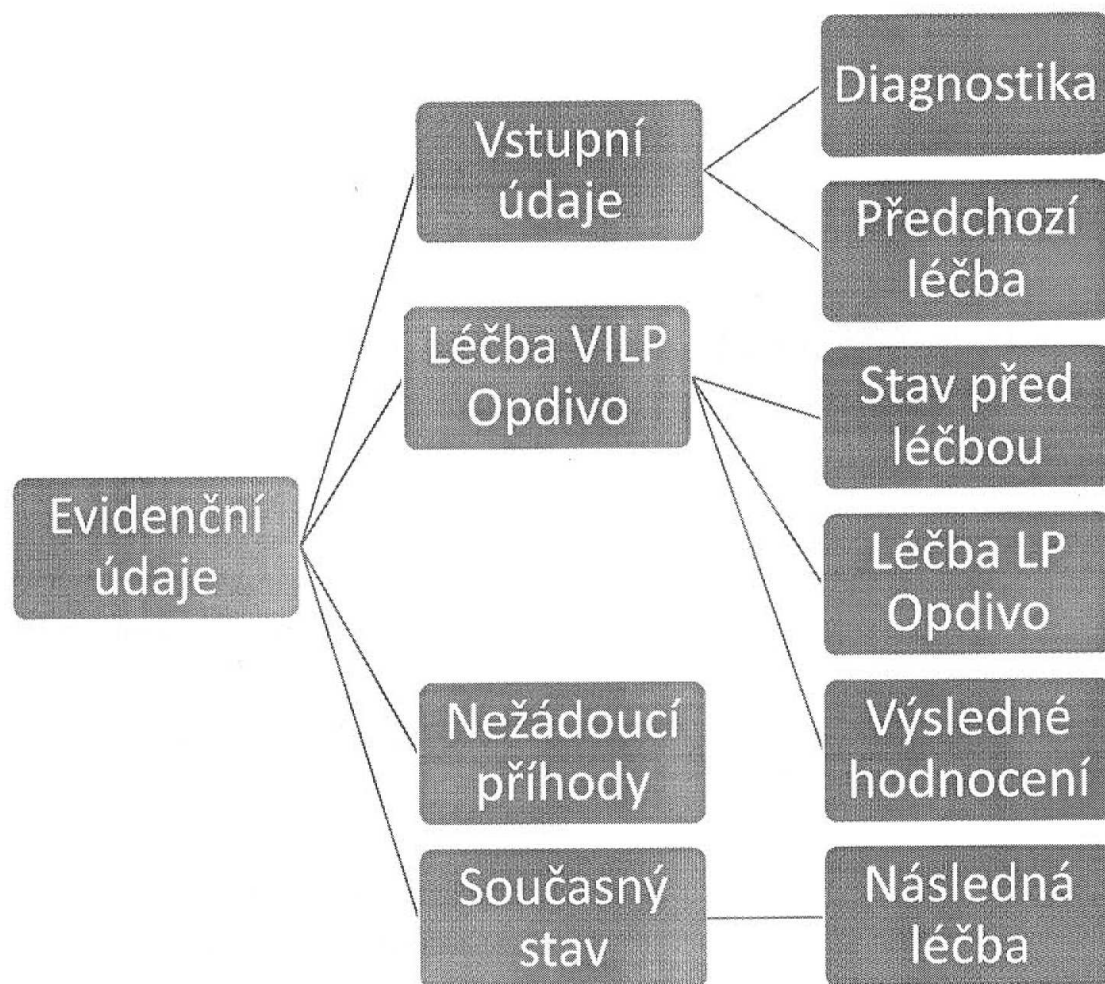 Evidenční
údaje
Vstupní
údaje
Diagnostika
Předchozí
léčba
Léčba VILP
Opdivo
Stav před
léčbou
Léčba LP
Opdivo
Výsledné
hodnocení
Nežádoucí
příhody
Současný
stav
Následná
léčba